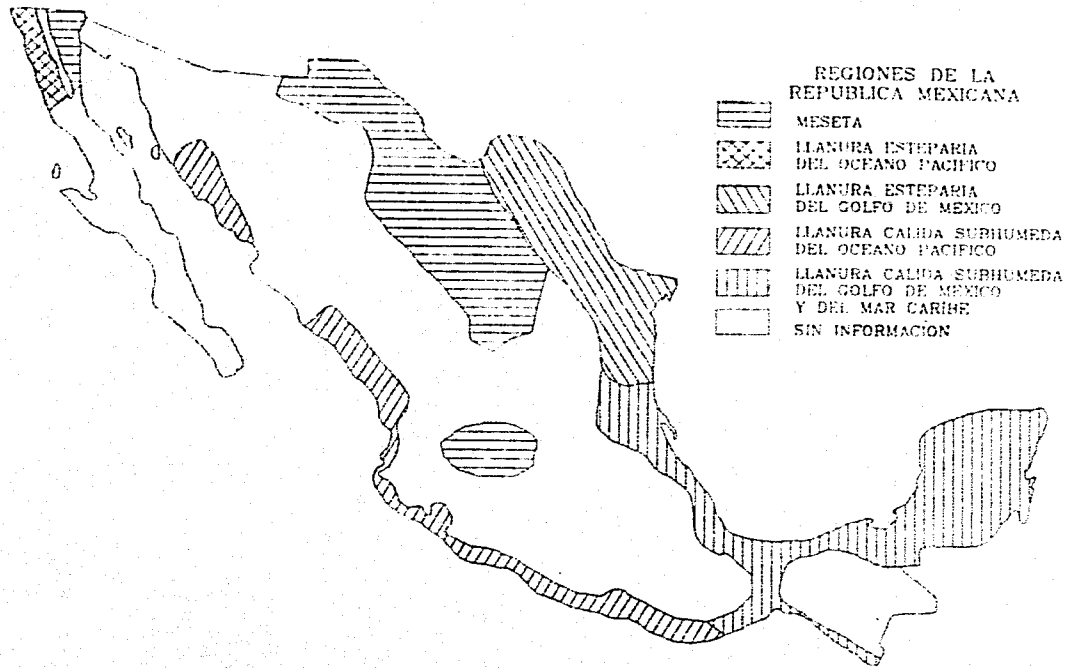 REGIONES DE LA
REPUBLICA MEXICANA
MESETA
LLANURA ESTEPARIA
DEL OCEANO PACIFICO
LLANURA ESTEPARIA
DEL GOLFO DE MEXICO
LLANURA CALIDA SUBHUMEDA
DEL OCEANO PACIFICO
LLANURA CALIDA SUBHUMEDA
DEL GOLFO DE MEXICO
Y DEL MAR CARIBE
SIN INFORMACION